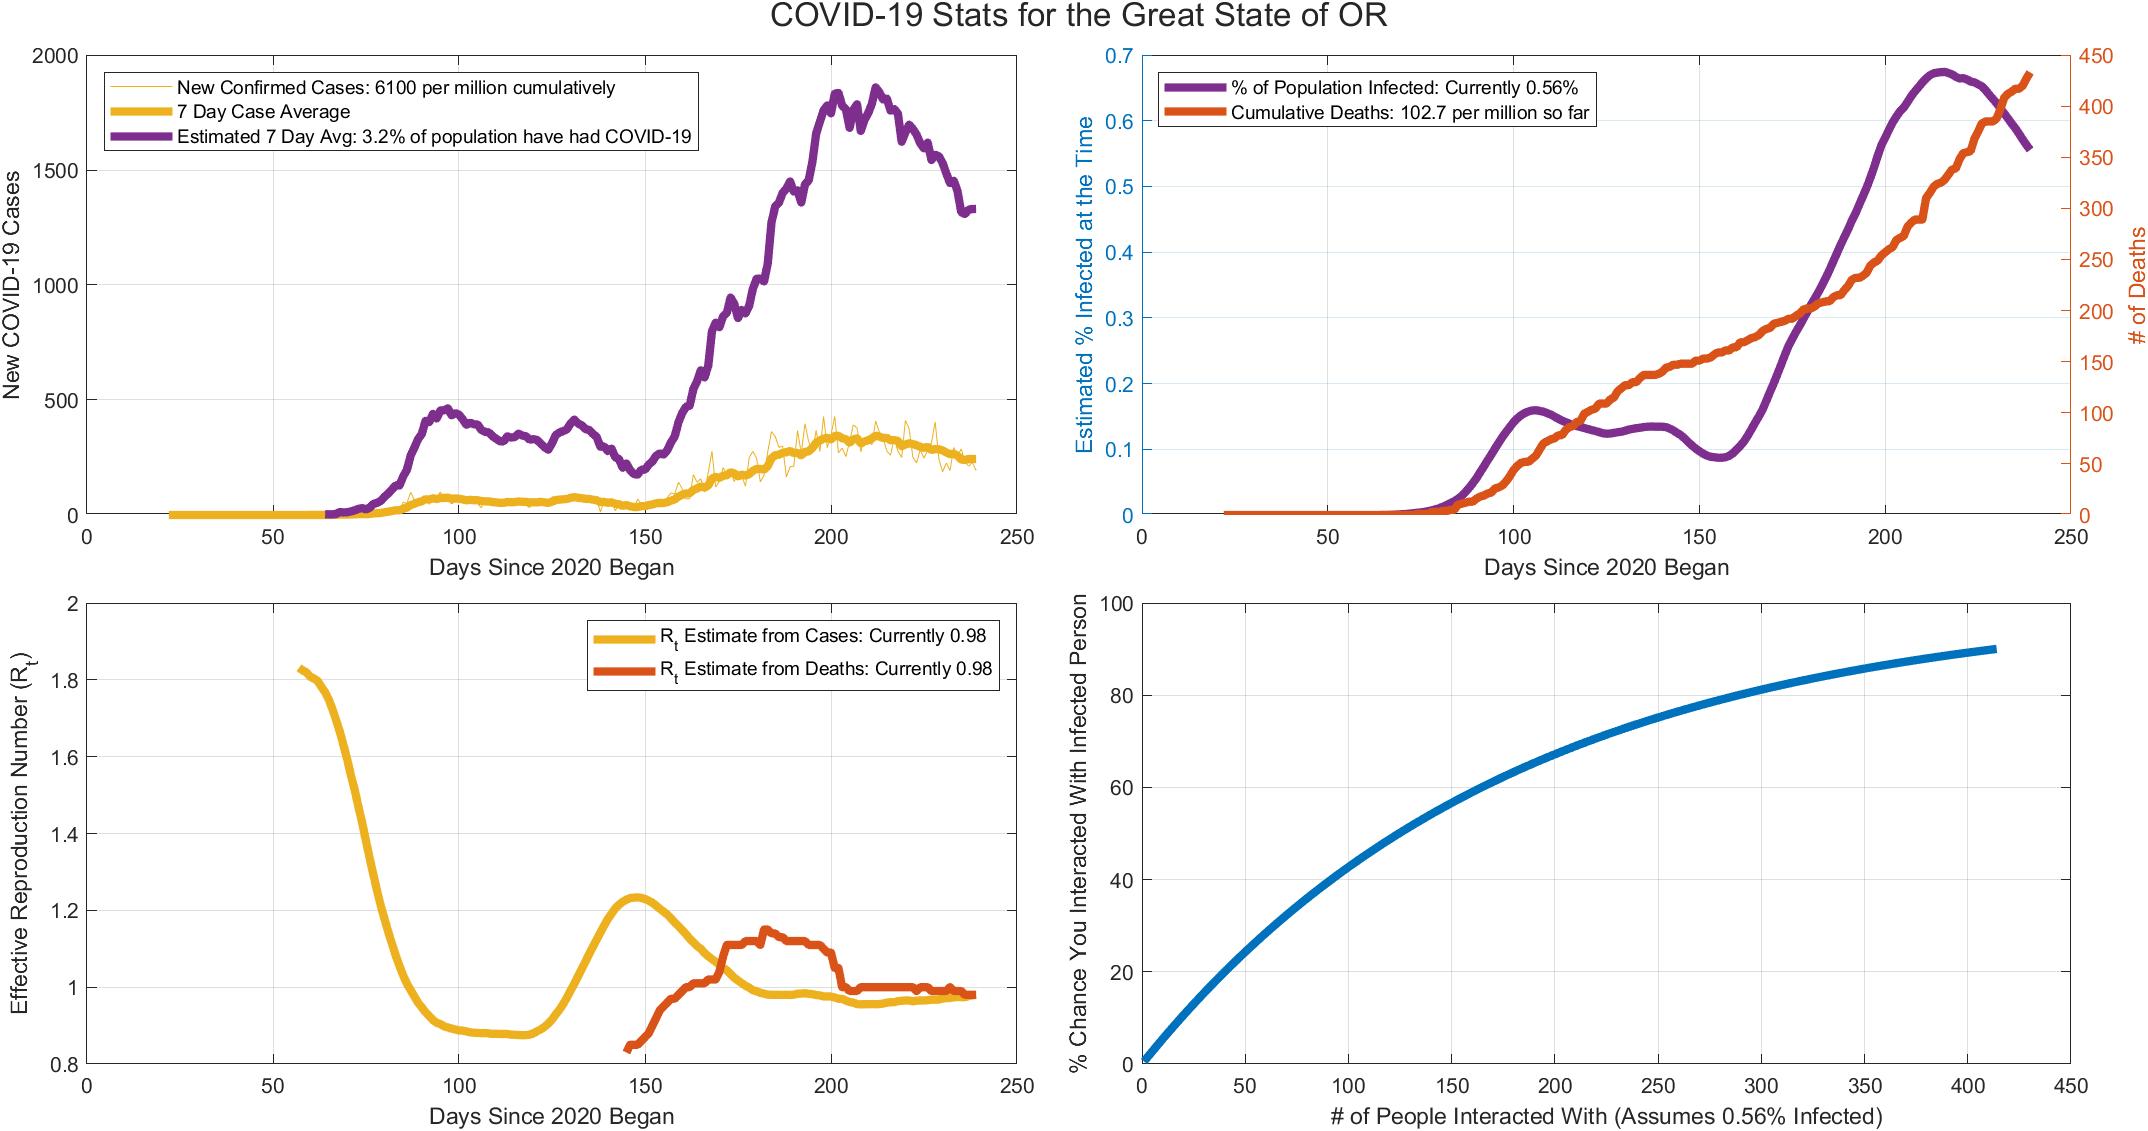 COVID-19 Stats for the Great State of OR
New COVID-19 Cases
2000
1500
1000
500
0
New Confirmed Cases: 6100 per million cumulatively
7 Day Case Average
Estimated 7 Day Avg: 3.2% of population have had COVID-19
0 50 100 150 200 250
Days Since 2020 Began
Estimated % Infected at the Time
0.7
0.6
0.5
0.4
0.3
0.2
0.1
0
% of Population Infected: Currently 0.56%
Cumulative Deaths: 102.7 per million so far
450
400
350
300
250
200
150
100
50
0
# of Deaths
0 50 100 150 200 250
Days Since 2020 Began
Effective Reproduction Number (Rt)
2
1.8
1.6
1.4
1.2
1
0.8
Rt Estimate from Cases: Currently 0.98
Rt Estimate from Deaths: Currently 0.98
0 50 100 150 200 250
Days Since 2020 Began
% Chance You Interacted With Infected Person
100
80
60
40
20
0
0 50 100 150 200 250 300 350 400 450
# of People Interacted With (Assumes 0.56% Infected)